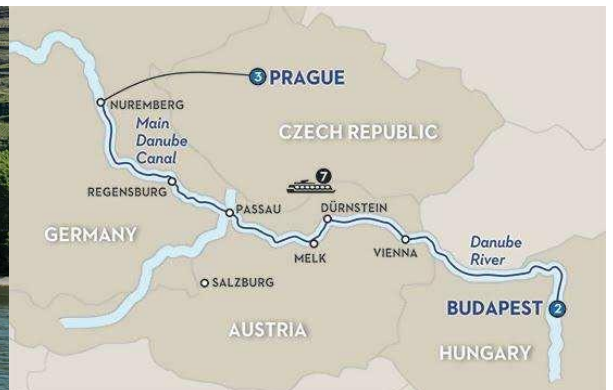 3 PRAGUE
NUREMBERG
Main
Danube
Canal
CZECH REPUBLIC
7
REGENSBURG
PASSAU
DÜRNSTEIN
GERMANY
MELK
VIENNA
Danube
River
SALZBURG
BUDAPEST 2
AUSTRIA
HUNGARY